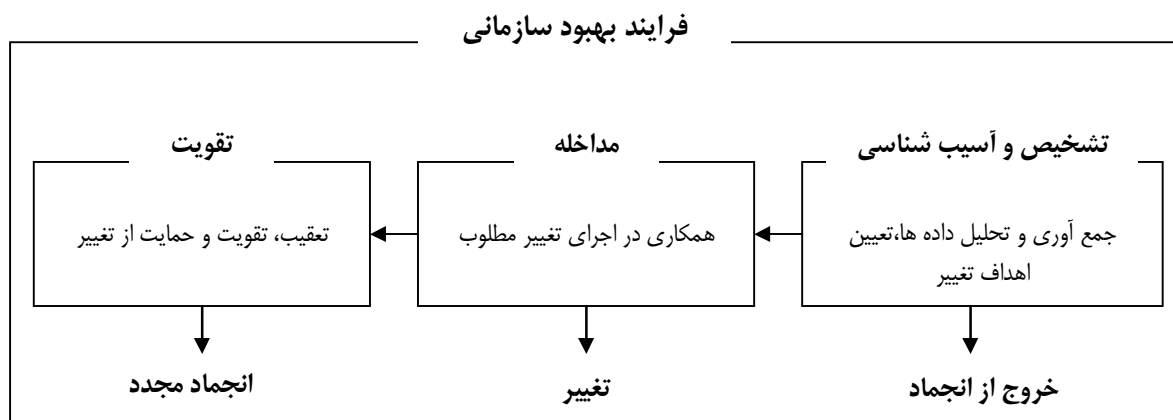 فرایند بهبود سازمانی
تشخیص و آسیب شناسی
جمع آوری و تحلیل داده ها،تعیین
اهداف تغییر
خروج از انجماد
مداخله
همکاری در اجرای تغییر مطلوب
تغییر
تقویت
تعقیب، تقویت و حمایت از تغییر
انجماد مجدد